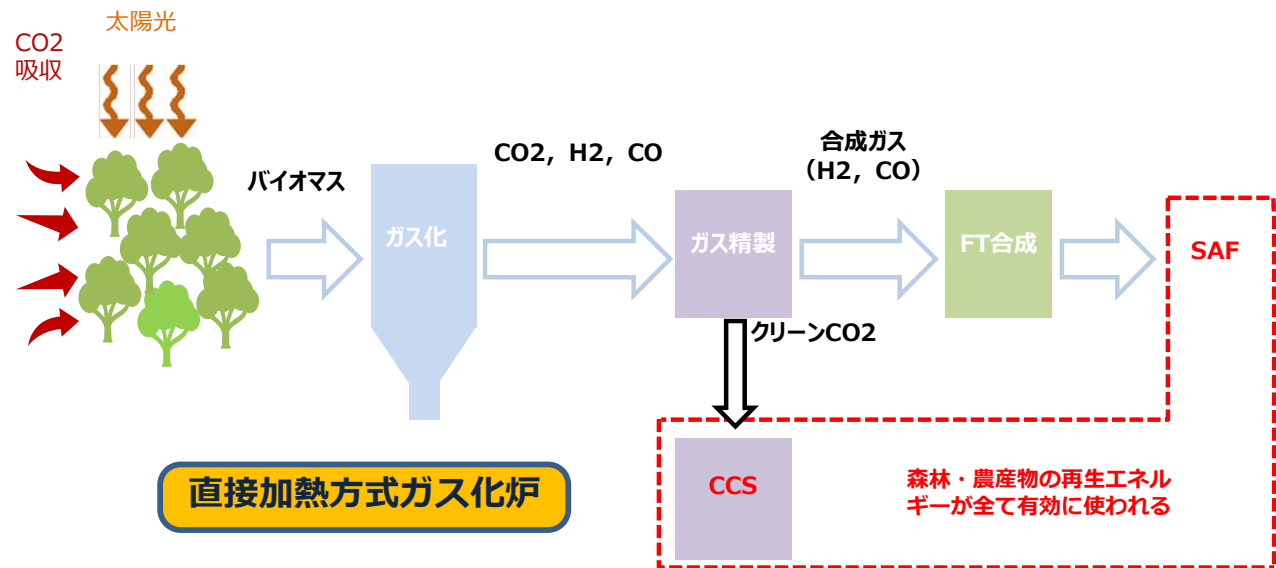 太陽光
CO2
吸収
バイオマス
CO2, H2, CO
合成ガス
（H2, CO）
ガス化
ガス精製
FT合成
SAF
クリーンCO2
直接加熱方式ガス化炉
CCS
森林・農産物の再生エネル
ギーが全て有効に使われる